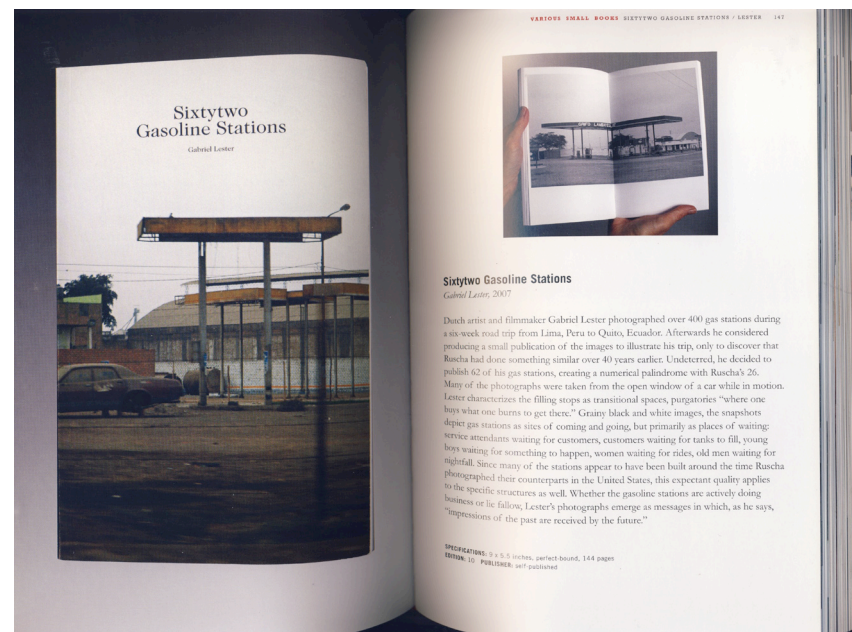 Sixtytwo
Gasoline Stations
Gabriel Lester
VARIOUS SMALL BOOKS SIXTYTWO GASOLINE STATIONS / LESTER 147
Sixtytwo Gasoline Stations
Gabriel Lester, 2007
Dutch artist and filmmaker Gabriel Lester photographed over 400 gas stations during
a six-week road trip from Lima, Peru to Quito, Ecuador. Afterwards he considered
producing a small publication of the images to illustrate his trip, only to discover that
Ruscha had done something similar over 40 years earlier. Undeterred, he decided to
publish 62 of his gas stations, creating a numerical palindrome with Ruscha's 26.
Many of the photographs were taken from the open window of a car while in motion.
Lester characterizes the filling stops as transitional spaces, purgatories "where one
buys what one burns to get there." Grainy black and white images, the snapshots
depict gas stations as sites of coming and going, but primarily as places of waiting:
service attendants waiting for customers, customers waiting for tanks to fill, young
boys waiting for something to happen, women waiting for rides, old men waiting for
nightfall. Since many of the stations appear to have been built around the time Ruscha
photographed their counterparts in the United States, this expectant quality applies
to the specific structures as well. Whether the gasoline stations are actively doing
business or lie fallow, Lester's photographs emerge as messages in which, as he says,
"impressions of the past are received by the future."
SPECIFICATIONS: 9 x 5.5 inches, perfect-bound, 144 pages
EDITION: 10 PUBLISHER: self-published